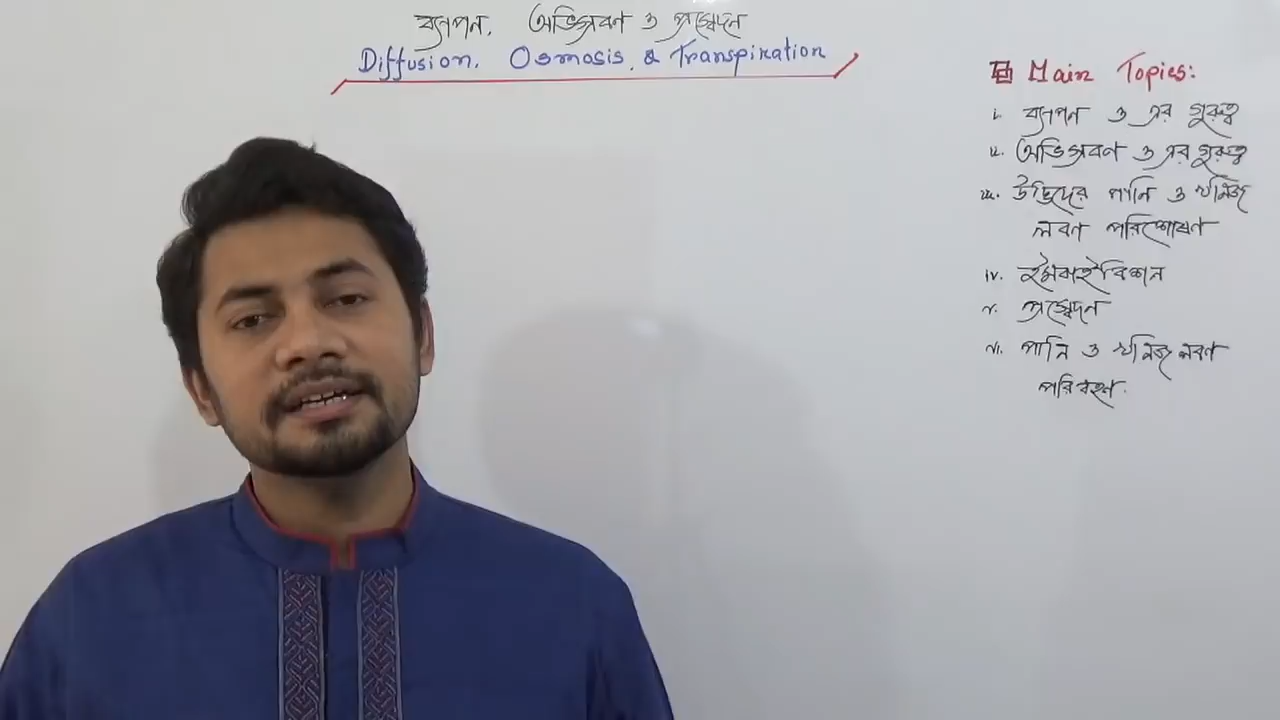 ব্যাপন, অভিস্রবণ ও প্রস্বেদন
Diffusion, Osmosis, & Transpiration
Main Topics:
i. ব্যাপন ও এর গুরুত্ব
ii. অভিস্রবণ ও এর গুরুত্ব
iii. উদ্ভিদের পানি ও খনিজ
লবণ পরিশোষণ
iv. ইমবাইবিশন
v. প্রস্বেদন
vi. পানি ও খনিজ লবণ
পরিবহণ.